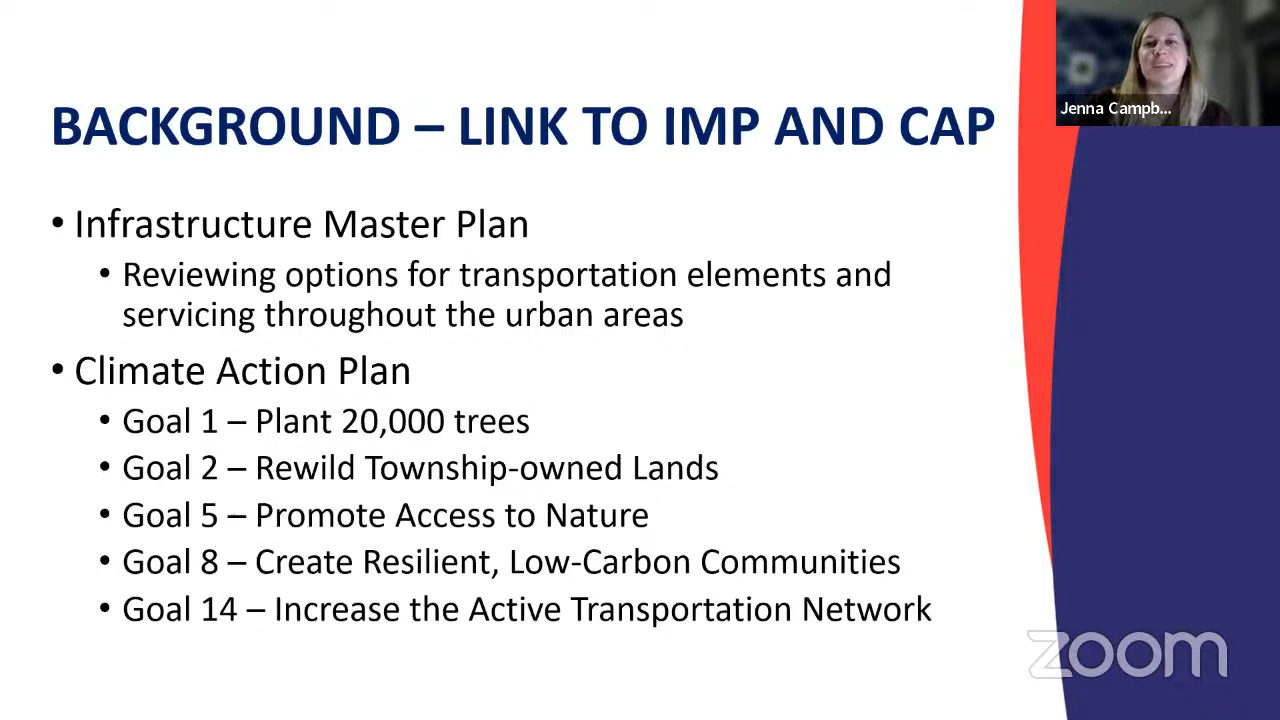 Jenna Campb...
BACKGROUND – LINK TO IMP AND CAP
• Infrastructure Master Plan
• Reviewing options for transportation elements and
servicing throughout the urban areas
• Climate Action Plan
• Goal 1 – Plant 20,000 trees
• Goal 2 – Rewild Township-owned Lands
• Goal 5 – Promote Access to Nature
• Goal 8 – Create Resilient, Low-Carbon Communities
• Goal 14 – Increase the Active Transportation Network
zoom